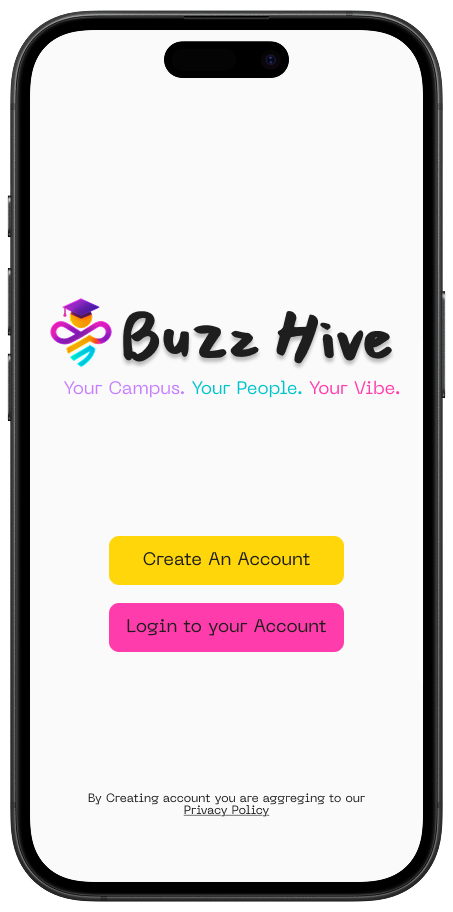 Buzz Hive
Your Campus. Your People. Your Vibe.
Create An Account
Login to your Account
By Creating account you are aggreging to our
Privacy Policy